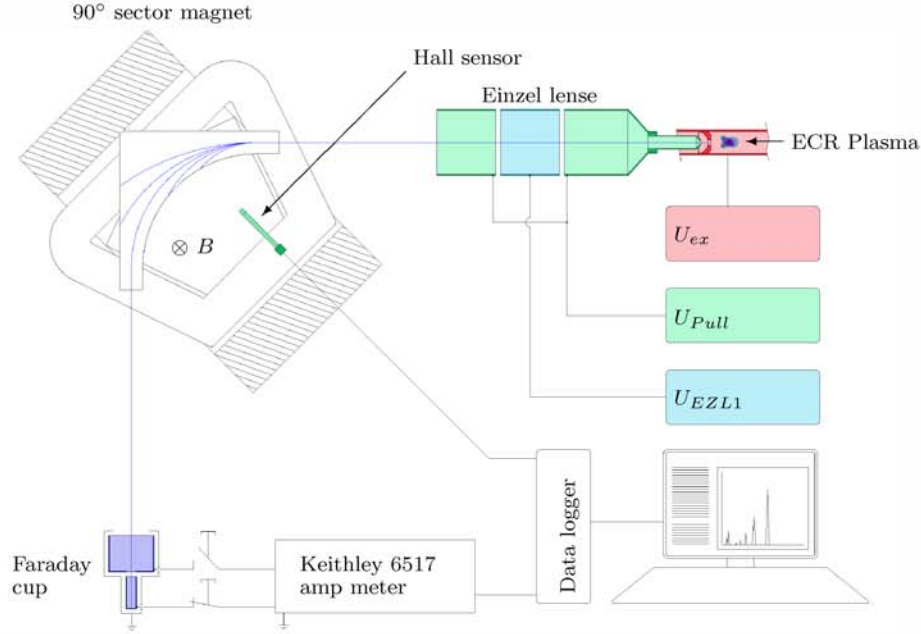 90° sector magnet
Hall sensor
Einzel lense
ECR Plasma
U_ex
⊗ B
U_Pull
U_EZL1
Data logger
Faraday
cup
Keithley 6517
amp meter